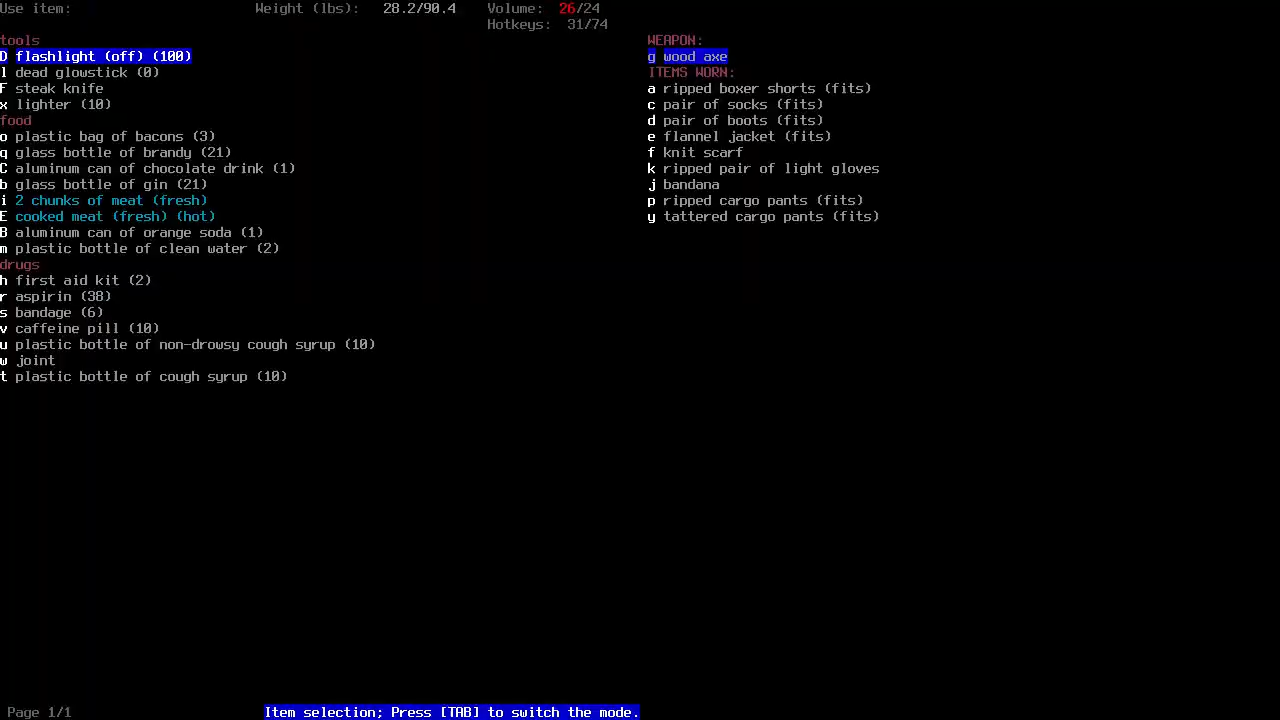 Use item: Weight (lbs): 28.2/90.4 Volume: 26/24
Hotkeys: 31/74
tools
D flashlight (off) (100)
l dead glowstick (0)
F steak knife
x lighter (10)
food
o plastic bag of bacons (3)
q glass bottle of brandy (21)
C aluminum can of chocolate drink (1)
b glass bottle of gin (21)
i 2 chunks of meat (fresh)
E cooked meat (fresh) (hot)
B aluminum can of orange soda (1)
m plastic bottle of clean water (2)
drugs
h first aid kit (2)
r aspirin (38)
s bandage (6)
v caffeine pill (10)
u plastic bottle of non-drowsy cough syrup (10)
w joint
t plastic bottle of cough syrup (10)
WEAPON:
g wood axe
ITEMS WORN:
a ripped boxer shorts (fits)
c pair of socks (fits)
d pair of boots (fits)
e flannel jacket (fits)
f knit scarf
k ripped pair of light gloves
j bandana
p ripped cargo pants (fits)
y tattered cargo pants (fits)
Page 1/1 Item selection; Press [TAB] to switch the mode.